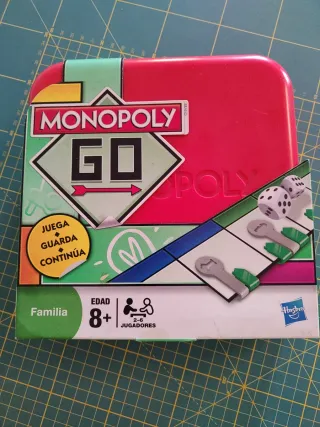 MONOPOLY
GO
MONOPOLY
JUEGA
GUARDA
CONTINÚA
Familia
EDAD
8+
2-6
JUGADORES
Hasbro